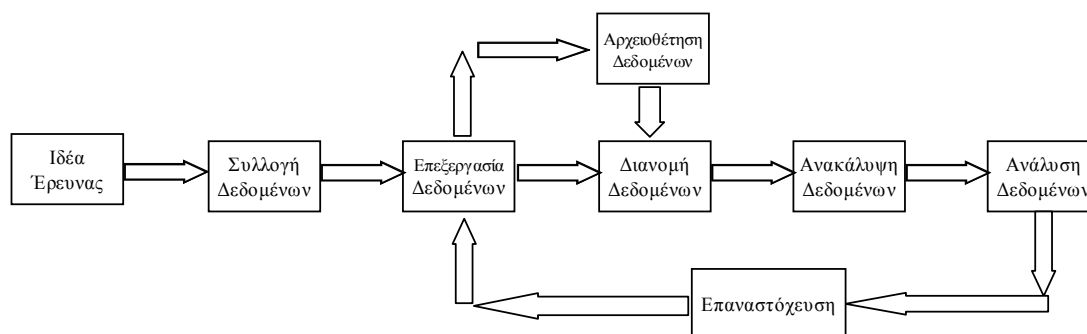 Αρχειοθέτηση
Δεδομένων
Ιδέα
Έρευνας
Συλλογή
Δεδομένων
Επεξεργασία
Δεδομένων
Διανομή
Δεδομένων
Ανακάλυψη
Δεδομένων
Ανάλυση
Δεδομένων
Επαναστόχευση